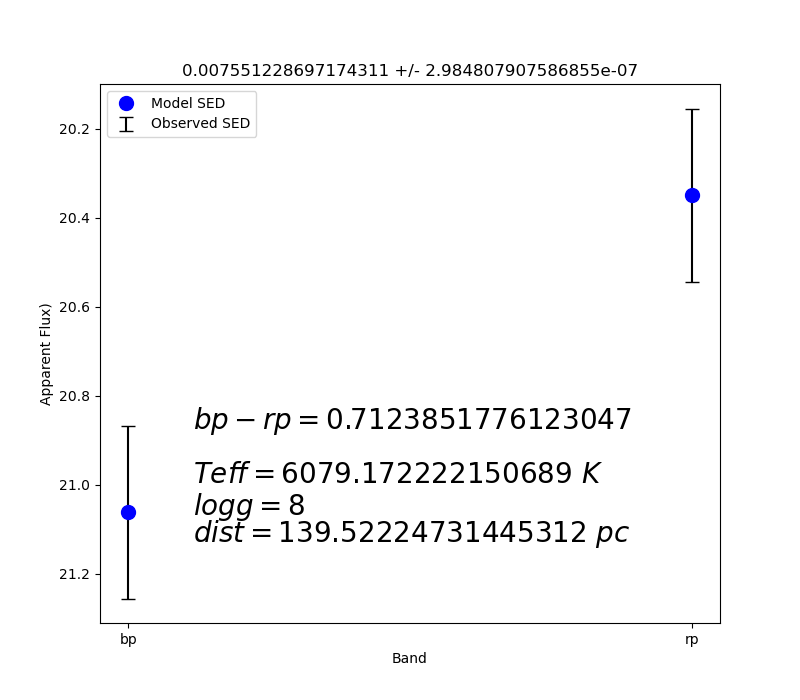 0.007551228697174311 +/- 2.984807907586855e-07
Model SED
Observed SED
20.2
20.4
20.6
20.8
21.0
21.2
Apparent Flux)
bp − rp = 0.7123851776123047
Teff = 6079.172222150689 K
logg = 8
dist = 139.52224731445312 pc
bp
rp
Band